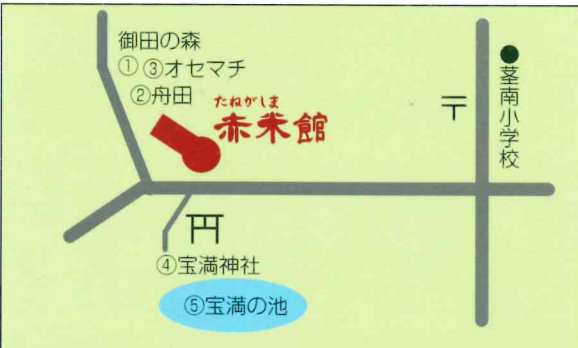 御田の森
① ③オセマチ
②舟田
たねがしま
赤米館
〒
茎南小学校
④宝満神社
⑤宝満の池